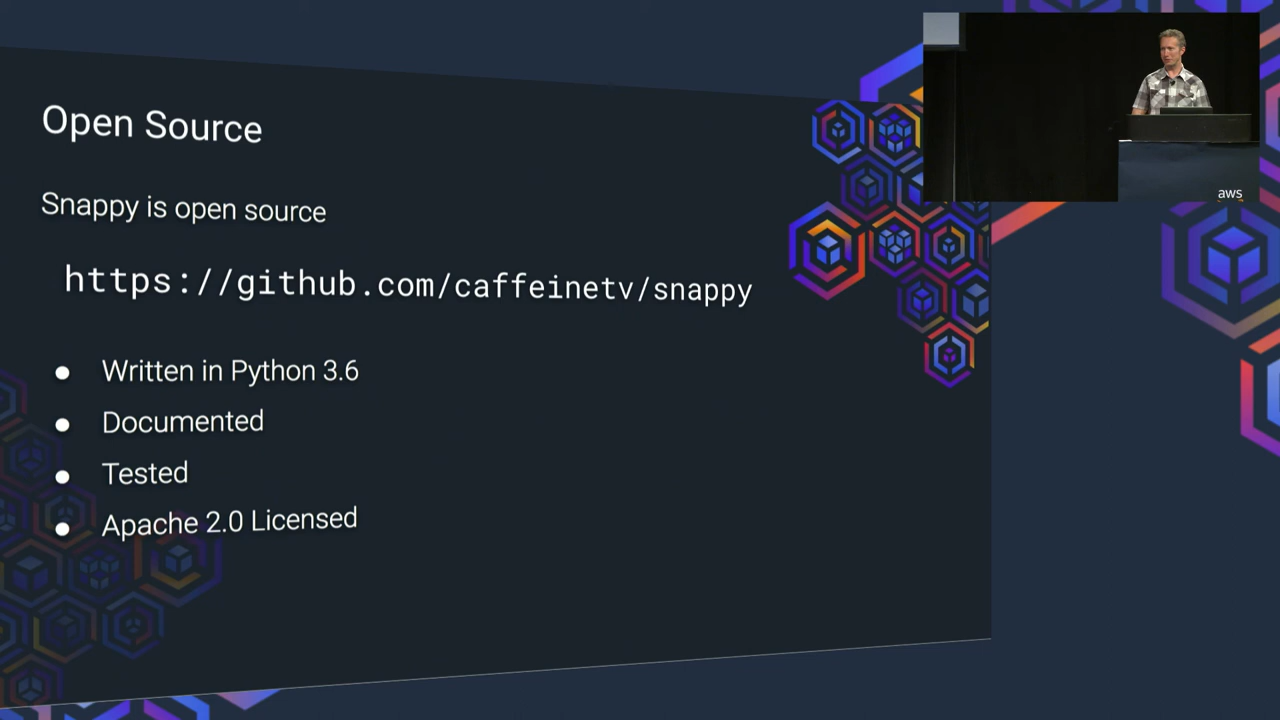 Open Source
Snappy is open source
https://github.com/caffeinetv/snappy
Written in Python 3.6
Documented
Tested
Apache 2.0 Licensed
aws